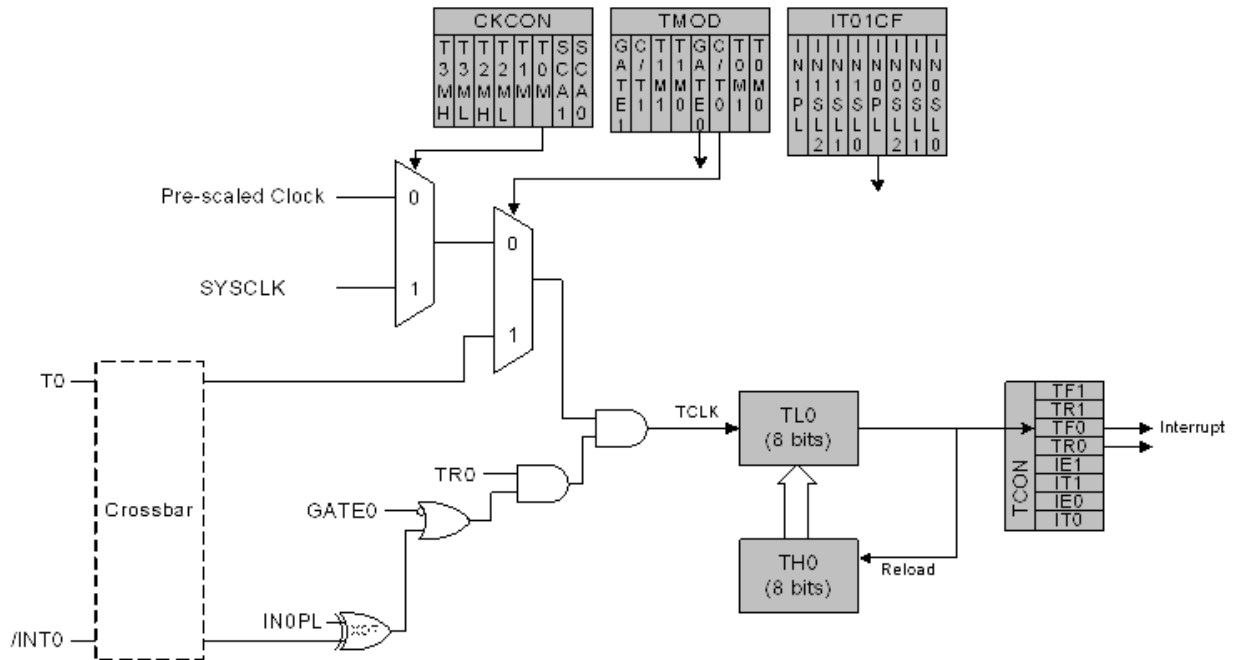 CKCON
T3MH
T3ML
T2MH
T2ML
T1M
T0M
SCA1
SCA0
TMOD
GATE1
C/T1
T1M1
T1M0
GATE0
C/T0
T0M1
T0M0
IT01CF
IN1PL
IN1SL2
IN1SL1
IN1SL0
IN0PL
IN0SL2
IN0SL1
IN0SL0
Pre-scaled Clock
0
SYSCLK
1
0
1
T0
Crossbar
/INT0
GATE0
TR0
IN0PL
XOR
TCLK
TL0
(8 bits)
TH0
(8 bits)
Reload
TCON
TF1
TR1
TF0
TR0
IE1
IT1
IE0
IT0
Interrupt